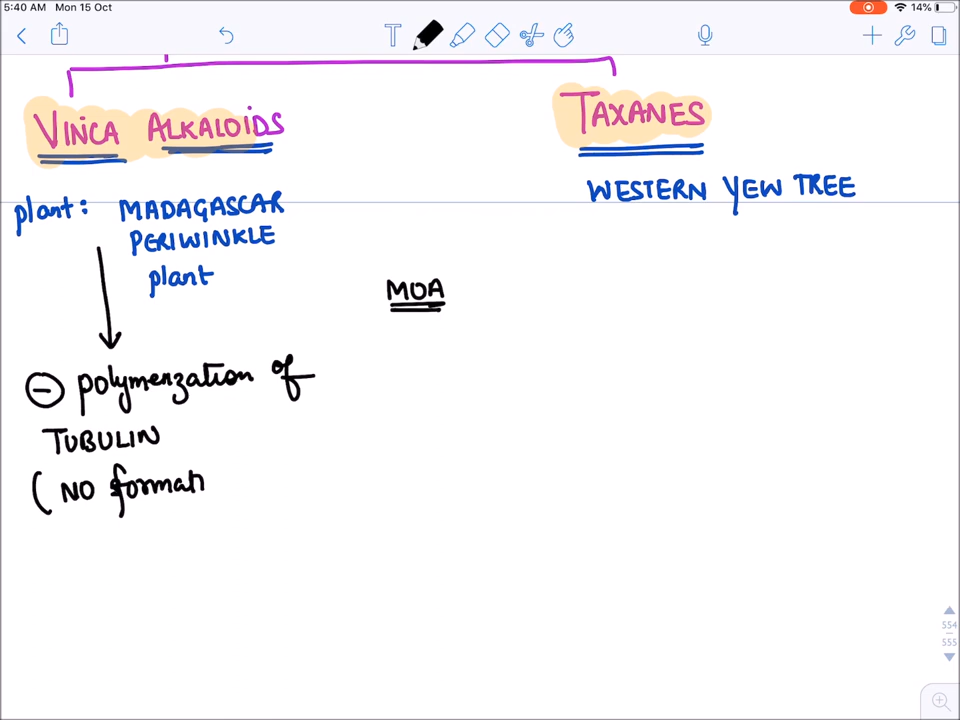 5:40 AM Mon 15 Oct
14%
T
VINCA ALKALOIDS
TAXANES
plant: MADAGASCAR
PERIWINKLE
plant
WESTERN YEW TREE
MOA
⊖ polymerization of
TUBULIN
(NO formati
554
555